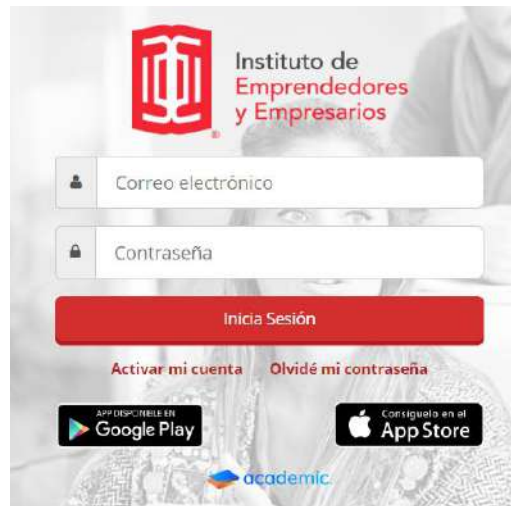 Instituto de
Emprendedores
y Empresarios
®
Correo electrónico
Contraseña
Inicia Sesión
Activar mi cuenta Olvidé mi contraseña
APP DISPONIBLE EN
Google Play
Consíguelo en el
App Store
academic